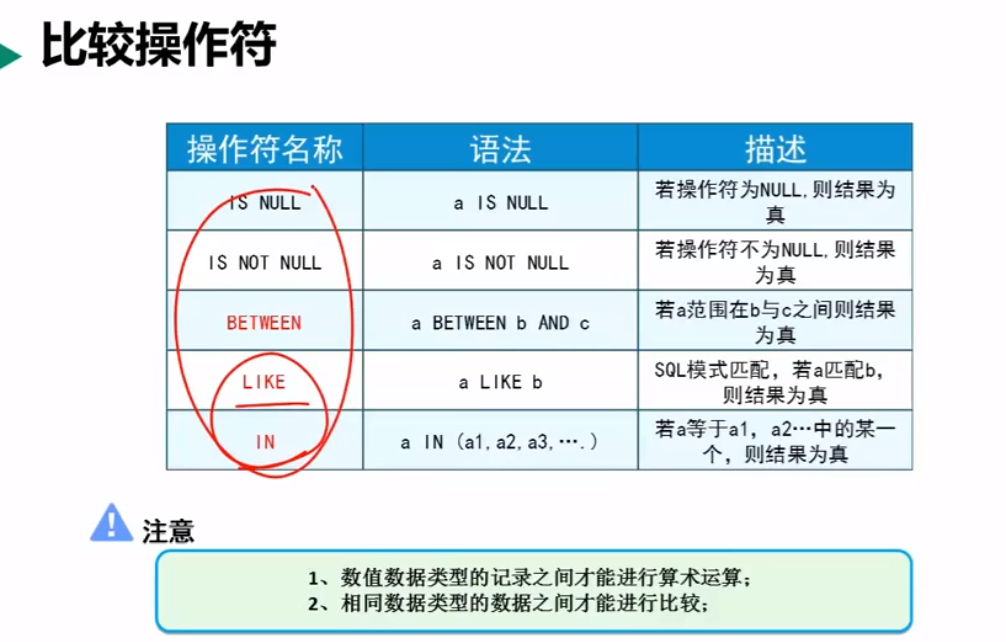 比较操作符
操作符名称 语法 描述
IS NULL a IS NULL 若操作符为NULL,则结果为
真
IS NOT NULL a IS NOT NULL 若操作符不为NULL,则结果
为真
BETWEEN a BETWEEN b AND c 若a范围在b与c之间则结果
为真
LIKE a LIKE b SQL模式匹配，若a匹配b，
则结果为真
IN a IN (a1,a2,a3,….) 若a等于a1，a2…中的某一
个，则结果为真
注意
1、数值数据类型的记录之间才能进行算术运算；
2、相同数据类型的数据之间才能进行比较；